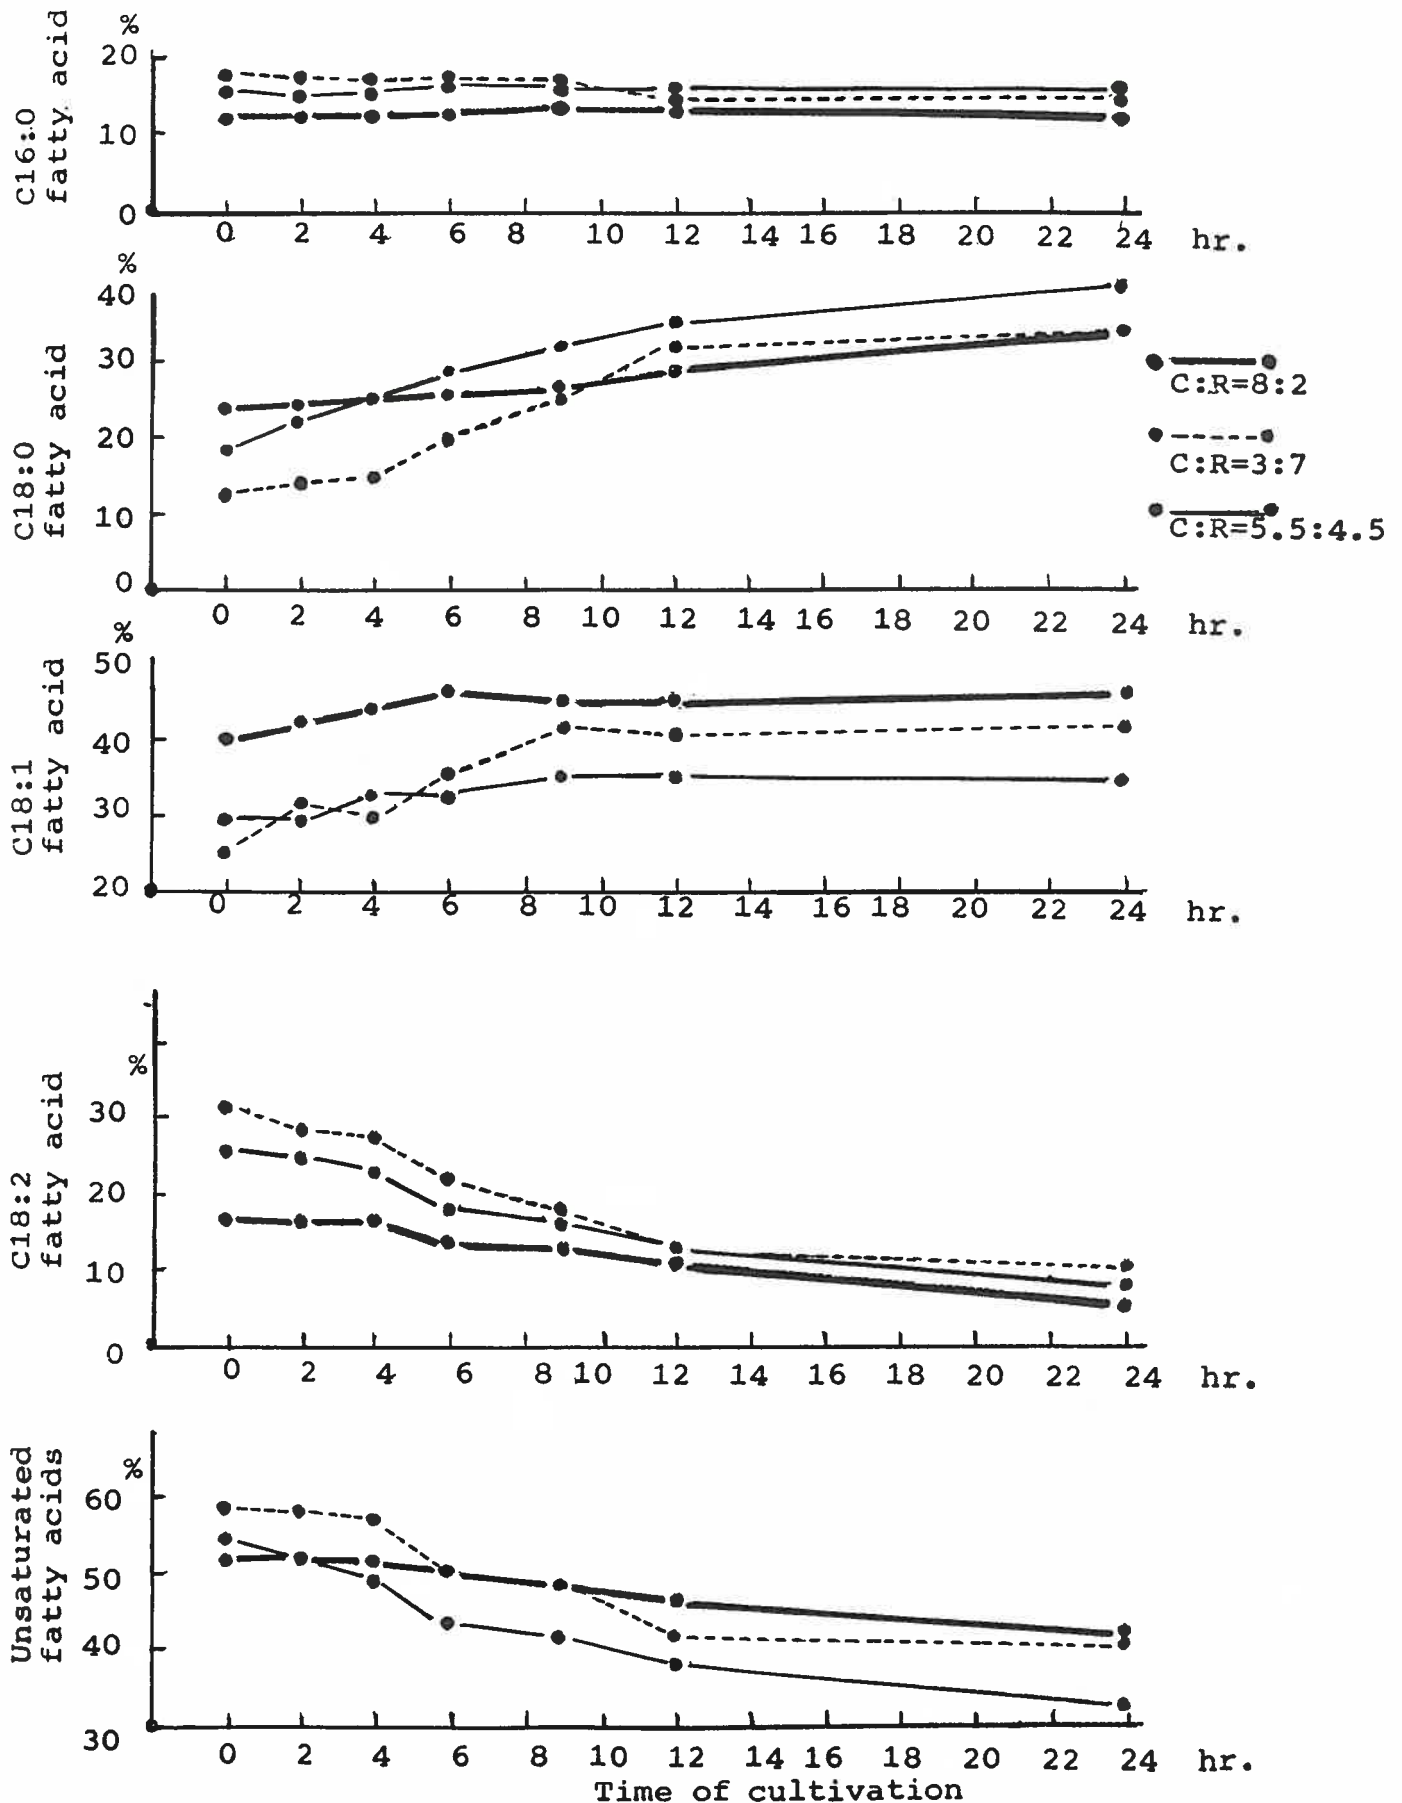 %
C16:0
fatty acid
20
10
0
0 2 4 6 8 10 12 14 16 18 20 22 24 hr.
%
C18:0
fatty acid
40
30
20
10
0
0 2 4 6 8 10 12 14 16 18 20 22 24 hr.
C:R=8:2
C:R=3:7
C:R=5.5:4.5
%
C18:1
fatty acid
50
40
30
20
0 2 4 6 8 10 12 14 16 18 20 22 24 hr.
%
C18:2
fatty acid
30
20
10
0
0 2 4 6 8 10 12 14 16 18 20 22 24 hr.
%
Unsaturated
fatty acids
60
50
40
30
0 2 4 6 8 10 12 14 16 18 20 22 24 hr.
Time of cultivation